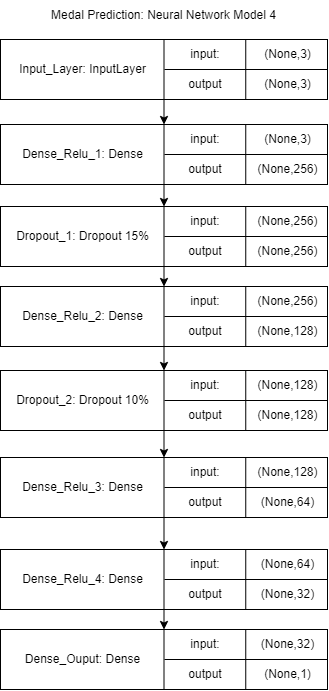 Medal Prediction: Neural Network Model 4
Input_Layer: InputLayer
input:
(None,3)
output
(None,3)
Dense_Relu_1: Dense
input:
(None,3)
output
(None,256)
Dropout_1: Dropout 15%
input:
(None,256)
output
(None,256)
Dense_Relu_2: Dense
input:
(None,256)
output
(None,128)
Dropout_2: Dropout 10%
input:
(None,128)
output
(None,128)
Dense_Relu_3: Dense
input:
(None,128)
output
(None,64)
Dense_Relu_4: Dense
input:
(None,64)
output
(None,32)
Dense_Ouput: Dense
input:
(None,32)
output
(None,1)